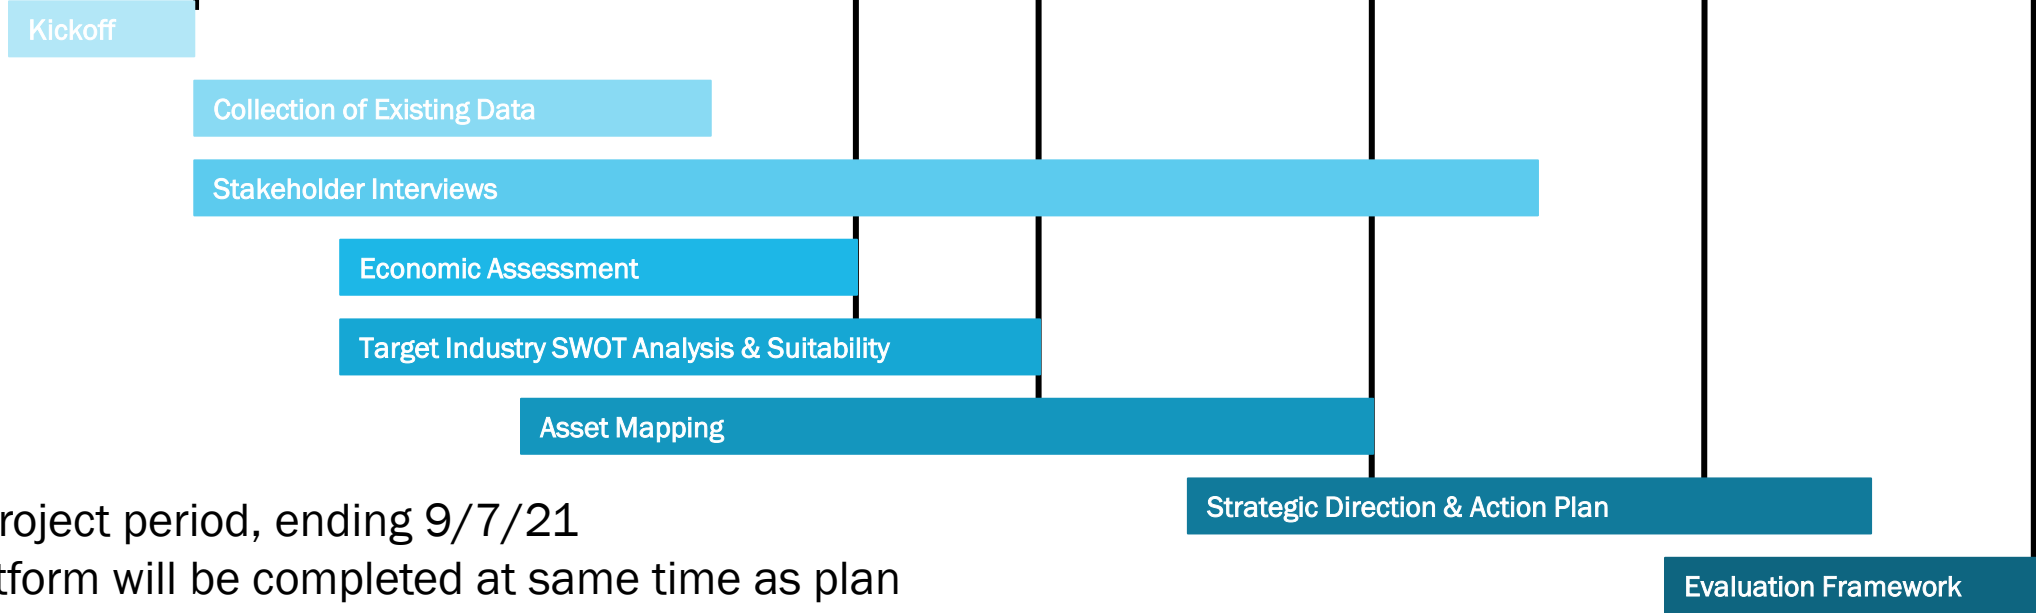 Kickoff
Collection of Existing Data
Stakeholder Interviews
Economic Assessment
Target Industry SWOT Analysis & Suitability
Asset Mapping
Strategic Direction & Action Plan
roject period, ending 9/7/21
tform will be completed at same time as plan
Evaluation Framework